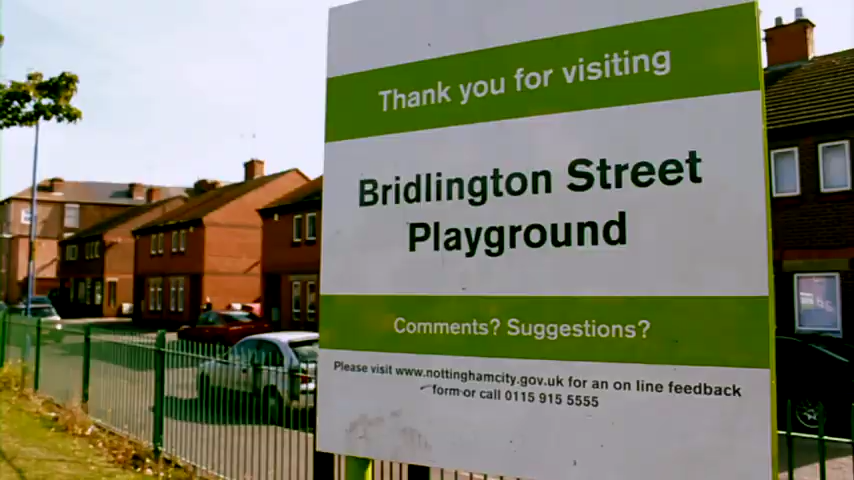 Thank you for visiting
Bridlington Street
Playground
Comments? Suggestions?
Please visit www.nottinghamcity.gov.uk for an on line feedback
form or call 0115 915 5555